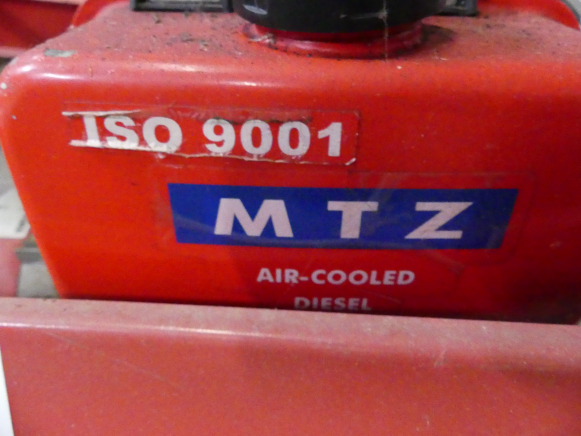 ISO 9001
MTZ
AIR-COOLED
DIESEL